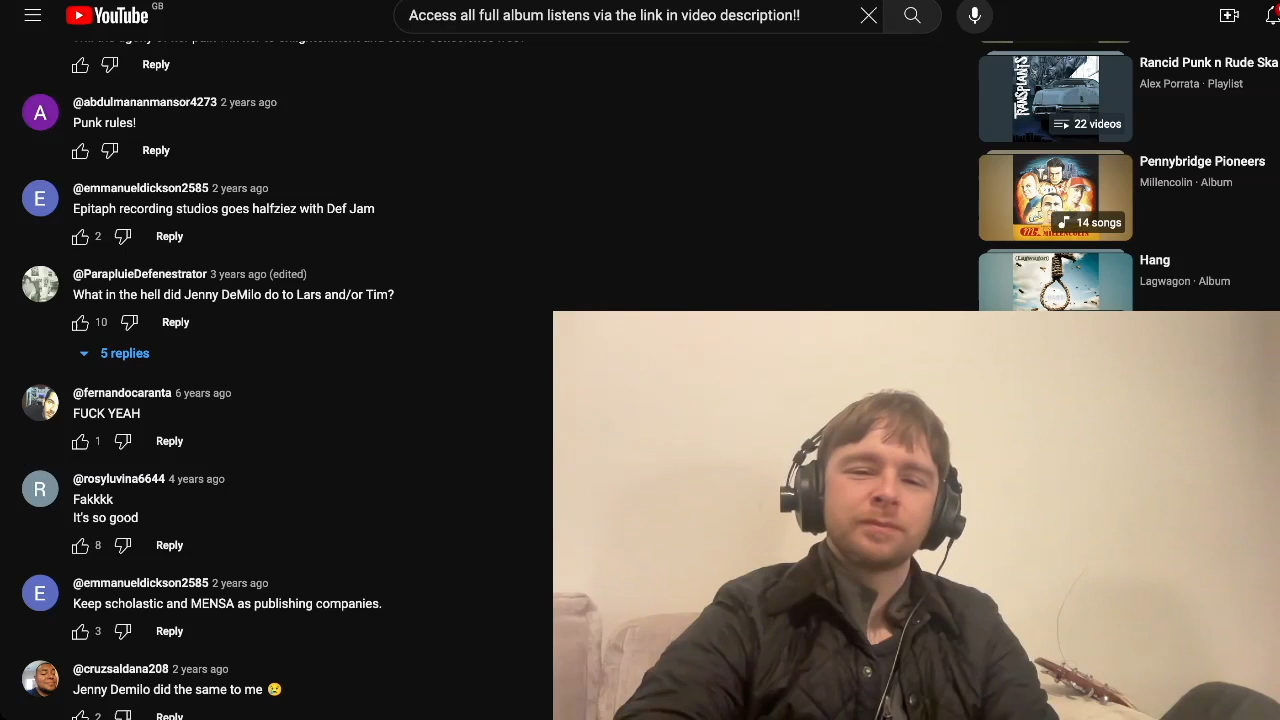 YouTube
GB
Access all full album listens via the link in video description!!
Reply
A
@abdulmananmansor4273 2 years ago
Punk rules!
Reply
E
@emmanueldickson2585 2 years ago
Epitaph recording studios goes halfziez with Def Jam
2
Reply
@ParapluieDefenestrator 3 years ago (edited)
What in the hell did Jenny DeMilo do to Lars and/or Tim?
10
Reply
5 replies
@fernandocaranta 6 years ago
FUCK YEAH
1
Reply
R
@rosyluvina6644 4 years ago
Fakkkk
It's so good
8
Reply
E
@emmanueldickson2585 2 years ago
Keep scholastic and MENSA as publishing companies.
3
Reply
@cruzsaldana208 2 years ago
Jenny Demilo did the same to me 😢
2
Reply
TRANSPLANTS
22 videos
Rancid Punk n Rude Ska
Alex Porrata · Playlist
14 songs
MILLENCOLIN
Pennybridge Pioneers
Millencolin · Album
(Lagwagon)
Hang
Lagwagon · Album